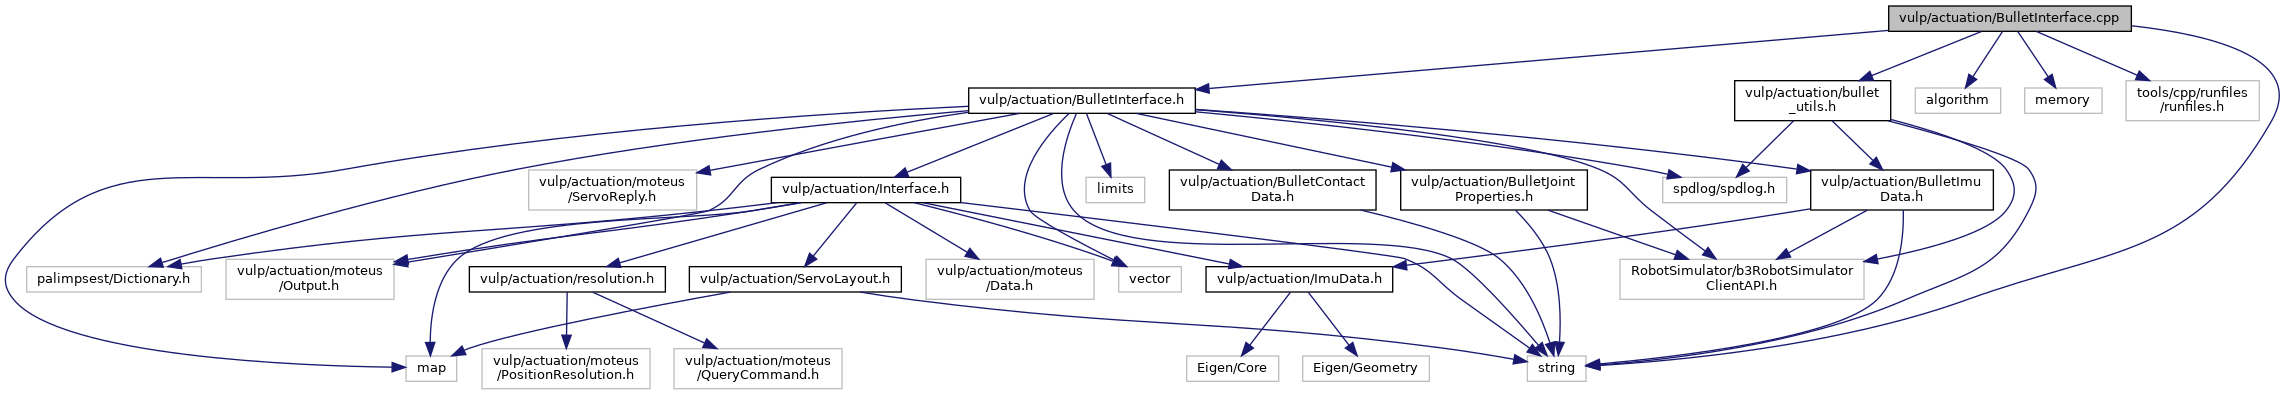 vulp/actuation/BulletInterface.cpp
vulp/actuation/BulletInterface.h
vulp/actuation/bullet
_utils.h
algorithm
memory
tools/cpp/runfiles
/runfiles.h
vulp/actuation/moteus
/ServoReply.h
vulp/actuation/Interface.h
limits
vulp/actuation/BulletContact
Data.h
vulp/actuation/BulletJoint
Properties.h
spdlog/spdlog.h
vulp/actuation/BulletImu
Data.h
palimpsest/Dictionary.h
vulp/actuation/moteus
/Output.h
vulp/actuation/resolution.h
vulp/actuation/ServoLayout.h
vulp/actuation/moteus
/Data.h
vector
vulp/actuation/ImuData.h
RobotSimulator/b3RobotSimulator
ClientAPI.h
map
vulp/actuation/moteus
/PositionResolution.h
vulp/actuation/moteus
/QueryCommand.h
Eigen/Core
Eigen/Geometry
string